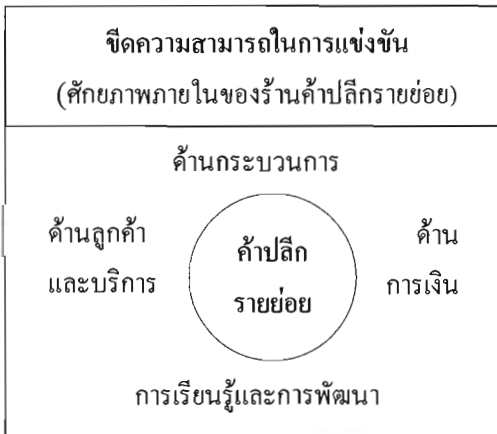 ขีดความสามารถในการแข่งขัน
(ศักยภาพภายในของร้านค้าปลีกรายย่อย)
ด้านกระบวนการ
ด้านลูกค้า
และบริการ
ค้าปลีก
รายย่อย
ด้าน
การเงิน
การเรียนรู้และการพัฒนา